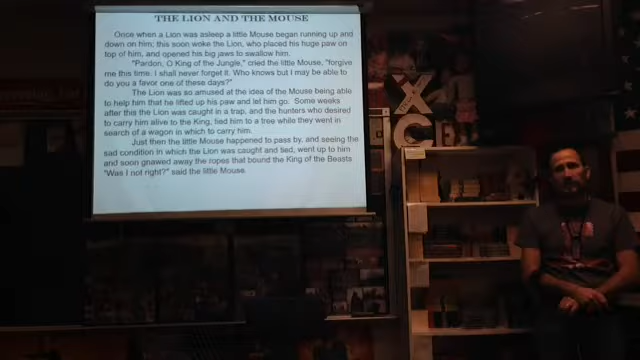 THE LION AND THE MOUSE
Once when a Lion was asleep a little Mouse began running up and
down on him; this soon woke the Lion, who placed his huge paw on
top of him, and opened his big jaws to swallow him.
"Pardon, O King of the Jungle," cried the little Mouse, "forgive
me this time. I shall never forget it. Who knows but I may be able to
do you a favor one of these days?"
The Lion was so amused at the idea of the Mouse being able
to help him that he lifted up his paw and let him go. Some weeks
after this the Lion was caught in a trap, and the hunters who desired
to carry him alive to the King, tied him to a tree while they went in
search of a wagon in which to carry him.
Just then the little Mouse happened to pass by, and seeing the
sad condition in which the Lion was caught and tied, went up to him
and soon gnawed away the ropes that bound the King of the Beasts
"Was I not right?" said the little Mouse.
X
C